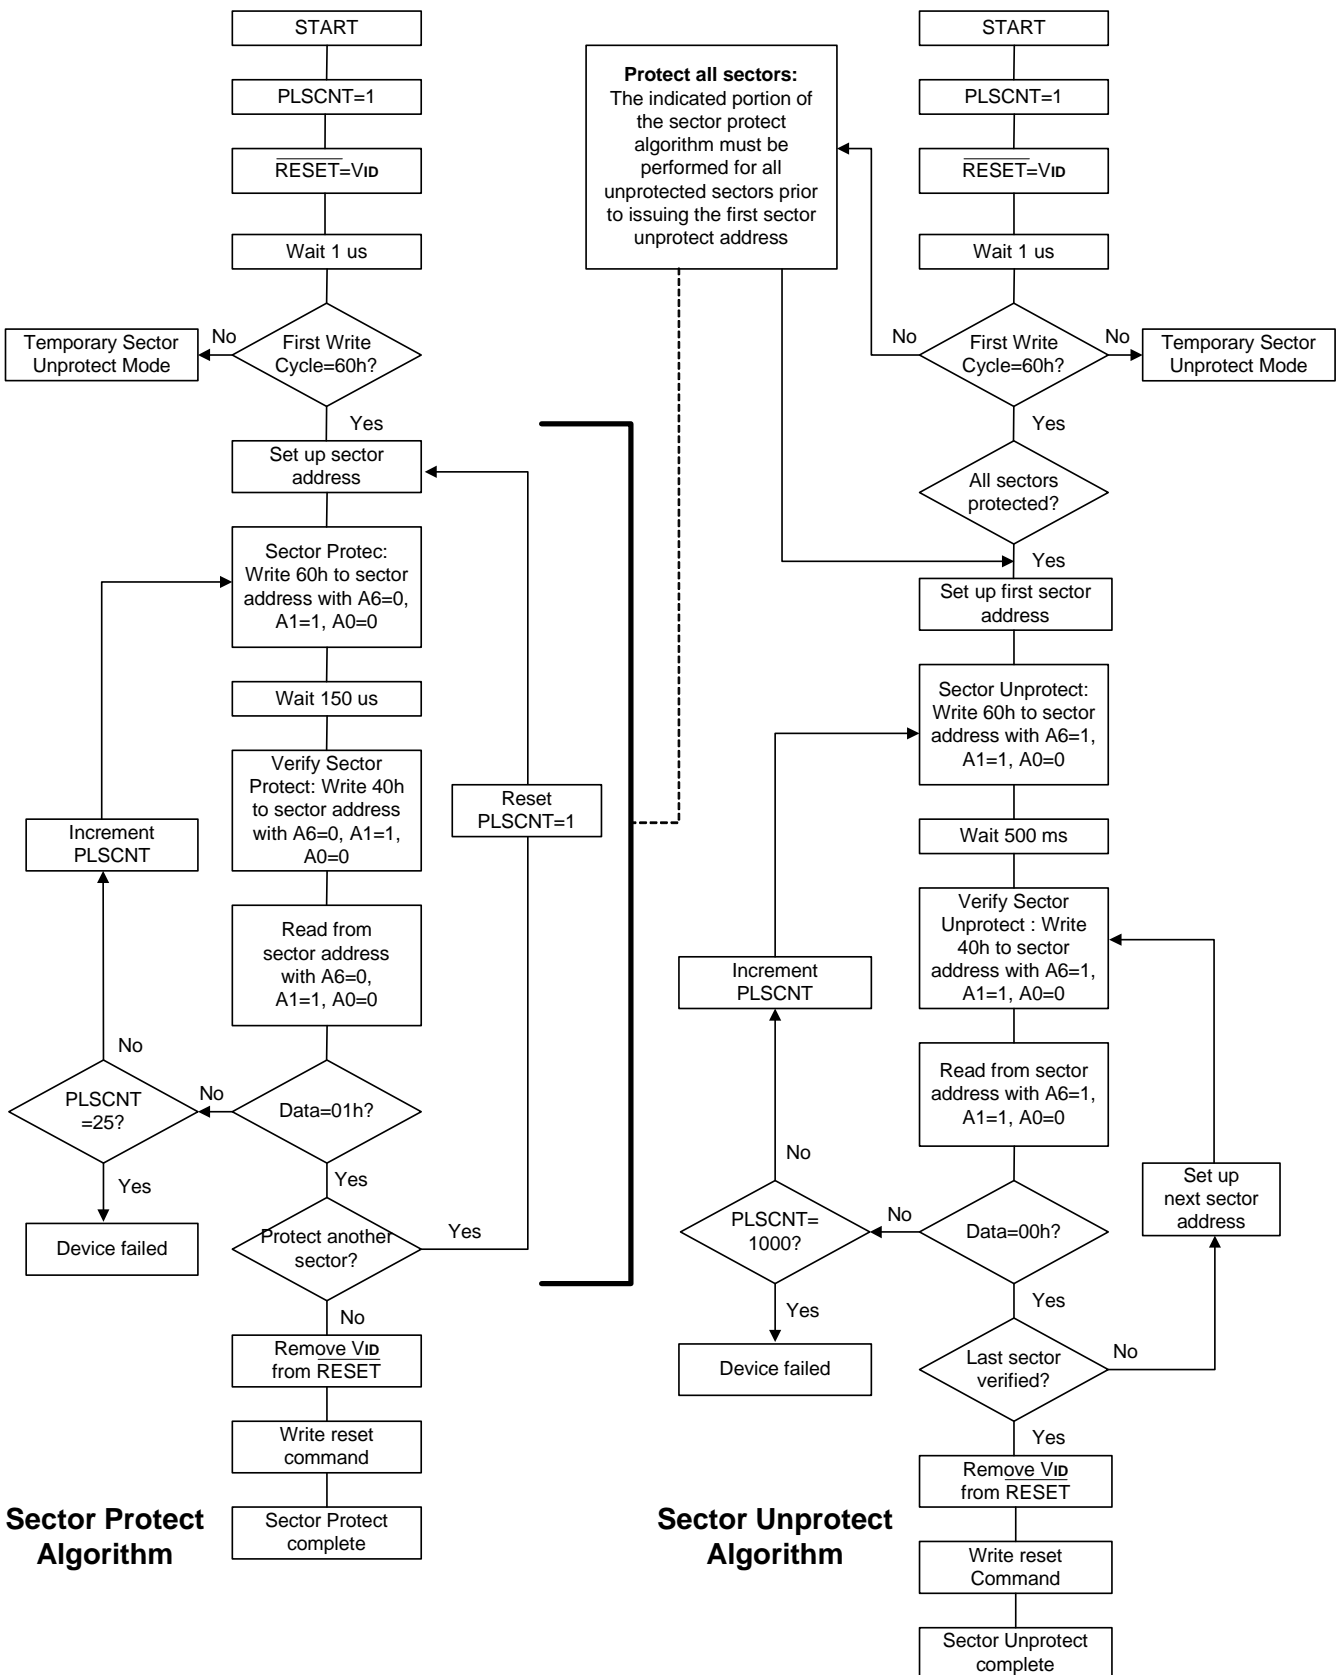 START
PLSCNT=1
RESET=VID
Wait 1 us
First Write
Cycle=60h?
No
Temporary Sector
Unprotect Mode
Yes
Set up sector
address
Sector Protec:
Write 60h to sector
address with A6=0,
A1=1, A0=0
Wait 150 us
Verify Sector
Protect: Write 40h
to sector address
with A6=0, A1=1,
A0=0
Reset
PLSCNT=1
Increment
PLSCNT
Read from
sector address
with A6=0,
A1=1, A0=0
No
PLSCNT
=25?
No
Data=01h?
Yes
Yes
Device failed
Protect another
sector?
Yes
No
Remove VID
from RESET
Write reset
command
Sector Protect
complete
Sector Protect
Algorithm
Protect all sectors:
The indicated portion of
the sector protect
algorithm must be
performed for all
unprotected sectors prior
to issuing the first sector
unprotect address
START
PLSCNT=1
RESET=VID
Wait 1 us
No
First Write
Cycle=60h?
No
Temporary Sector
Unprotect Mode
Yes
All sectors
protected?
Yes
Set up first sector
address
Sector Unprotect:
Write 60h to sector
address with A6=1,
A1=1, A0=0
Wait 500 ms
Verify Sector
Unprotect : Write
40h to sector
address with A6=1,
A1=1, A0=0
Increment
PLSCNT
Read from sector
address with A6=1,
A1=1, A0=0
No
Set up
next sector
address
PLSCNT=
1000?
No
Data=00h?
Yes
Yes
Device failed
Last sector
verified?
No
Yes
Remove VID
from RESET
Write reset
Command
Sector Unprotect
complete
Sector Unprotect
Algorithm